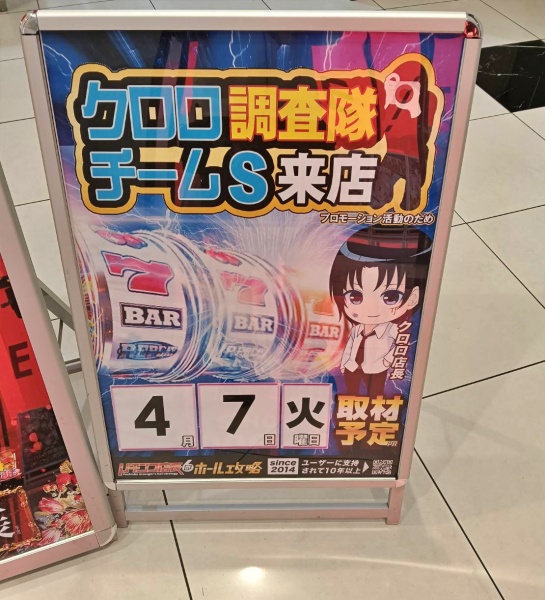 クロロ調査隊
チームS来店
プロモーション活動のため
7
BAR
7
BAR
7
BAR
クロロ店長
4月7日火曜日
取材
予定
ホール攻略
since
2014
ユーザーに支持
されて10年以上